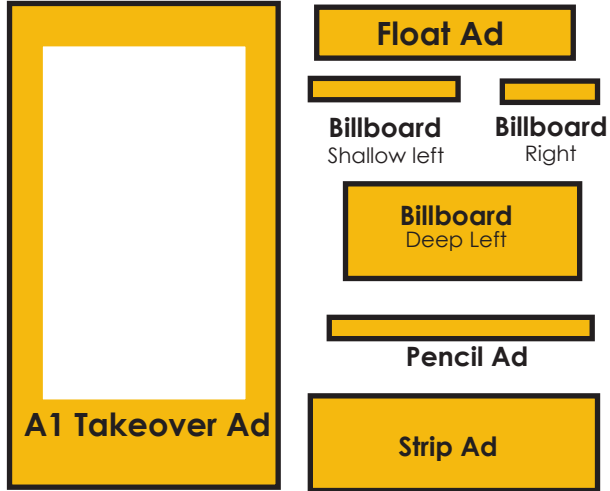 Float Ad
Billboard
Shallow left
Billboard
Right
Billboard
Deep Left
Pencil Ad
A1 Takeover Ad
Strip Ad